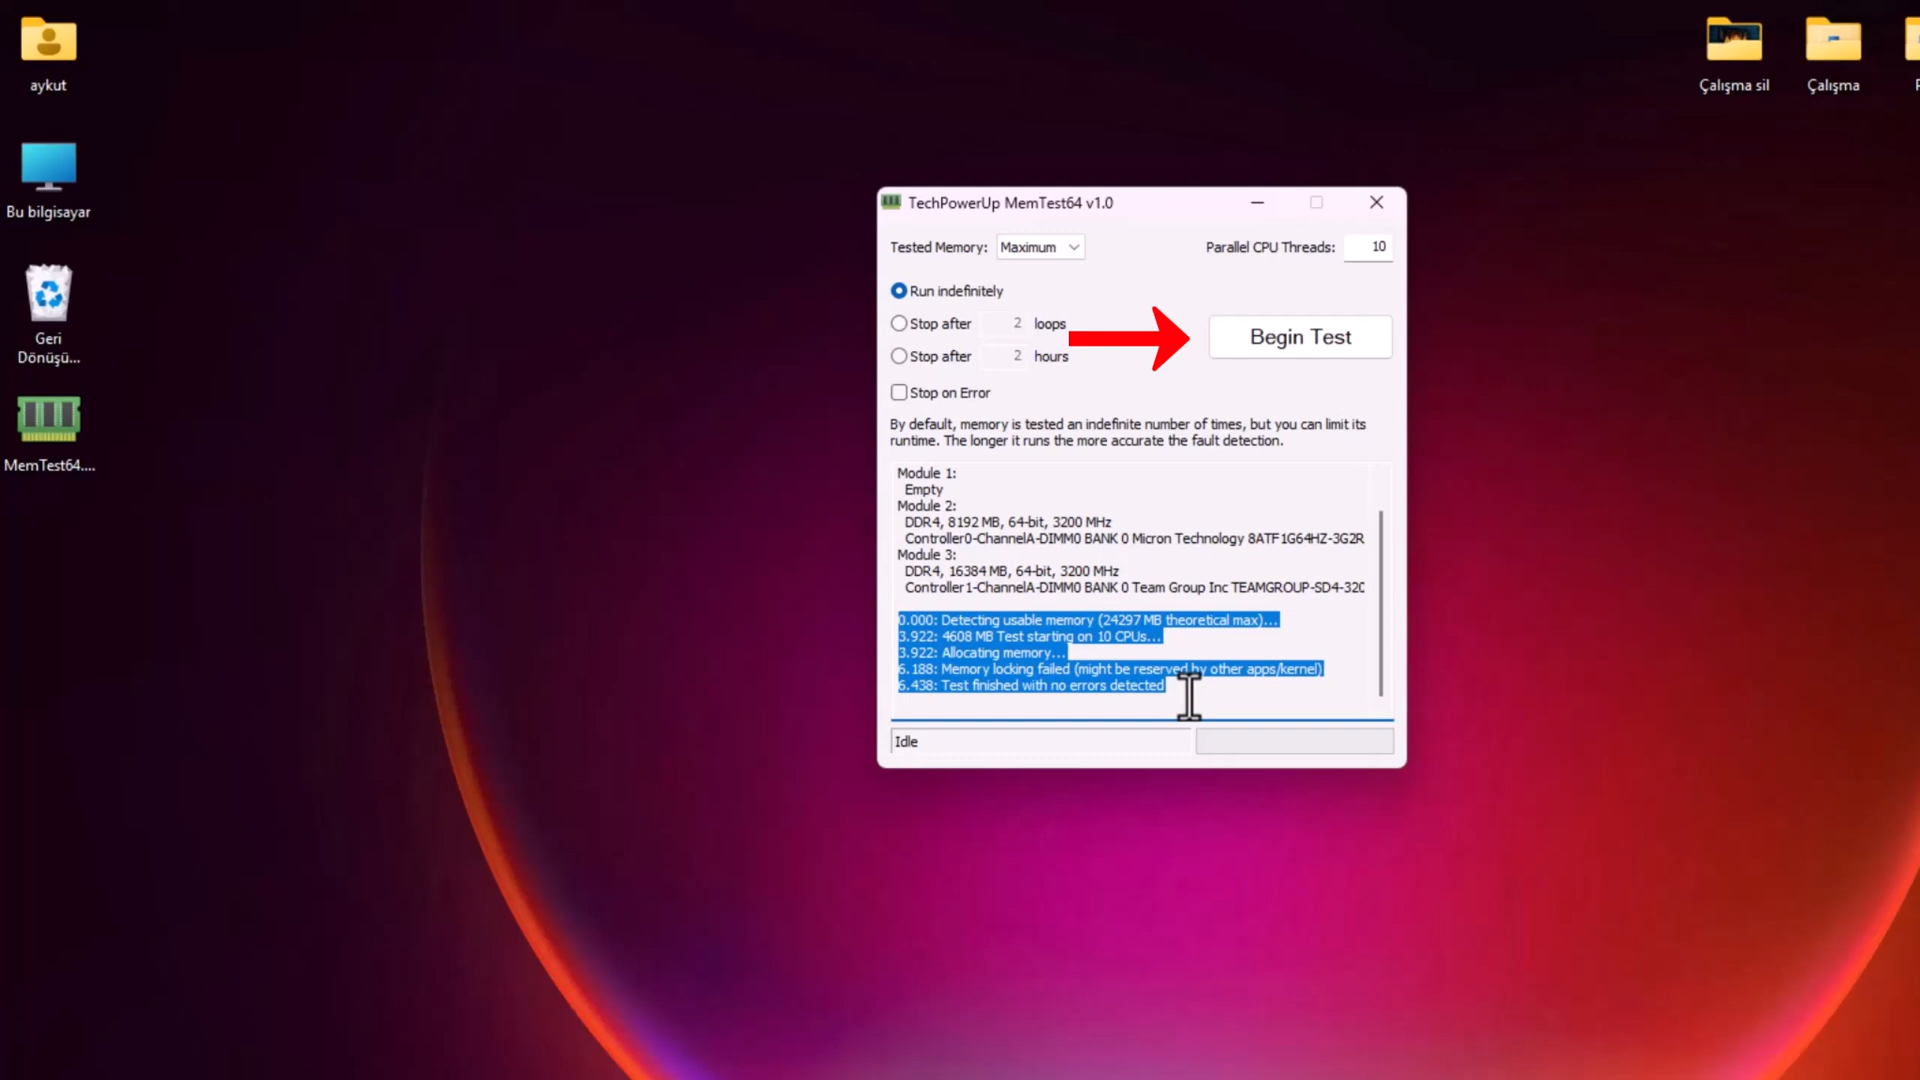 aykut
Bu bilgisayar
Geri
Dönüşü...
MemTest64....
Çalışma sil
Çalışma
TechPowerUp MemTest64 v1.0
Tested Memory: Maximum
Parallel CPU Threads: 10
Run indefinitely
Stop after 2 loops
Stop after 2 hours
Begin Test
Stop on Error
By default, memory is tested an indefinite number of times, but you can limit its
runtime. The longer it runs the more accurate the fault detection.
Module 1:
Empty
Module 2:
DDR4, 8192 MB, 64-bit, 3200 MHz
Controller0-ChannelA-DIMM0 BANK 0 Micron Technology 8ATF1G64HZ-3G2R
Module 3:
DDR4, 16384 MB, 64-bit, 3200 MHz
Controller1-ChannelA-DIMM0 BANK 0 Team Group Inc TEAMGROUP-SD4-320
0.000: Detecting usable memory (24297 MB theoretical max)...
3.922: 4608 MB Test starting on 10 CPUs...
3.922: Allocating memory...
6.188: Memory locking failed (might be reserved by other apps/kernel)
6.438: Test finished with no errors detected
Idle